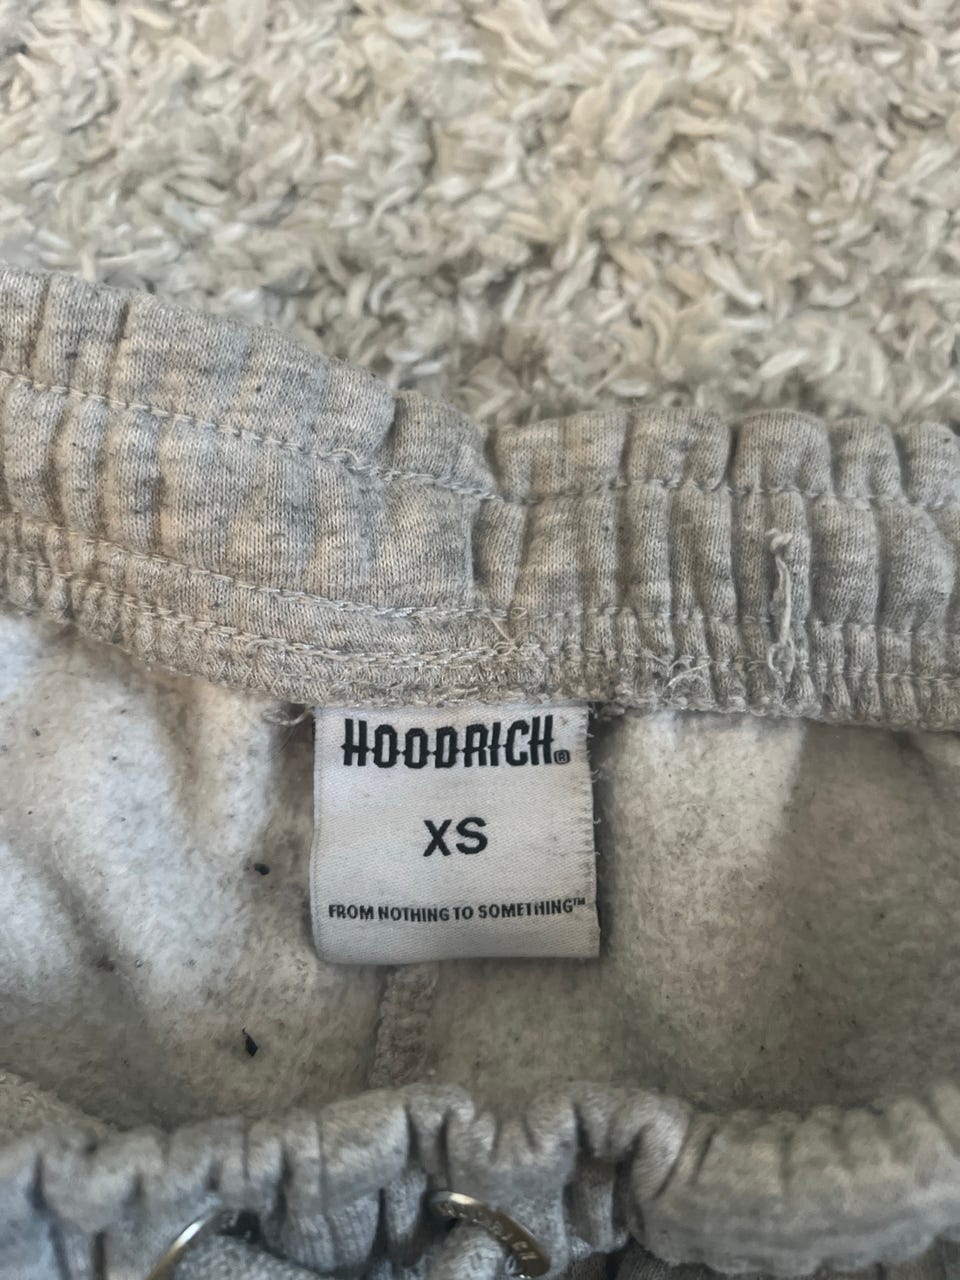 HOODRICH®
XS
FROM NOTHING TO SOMETHING™